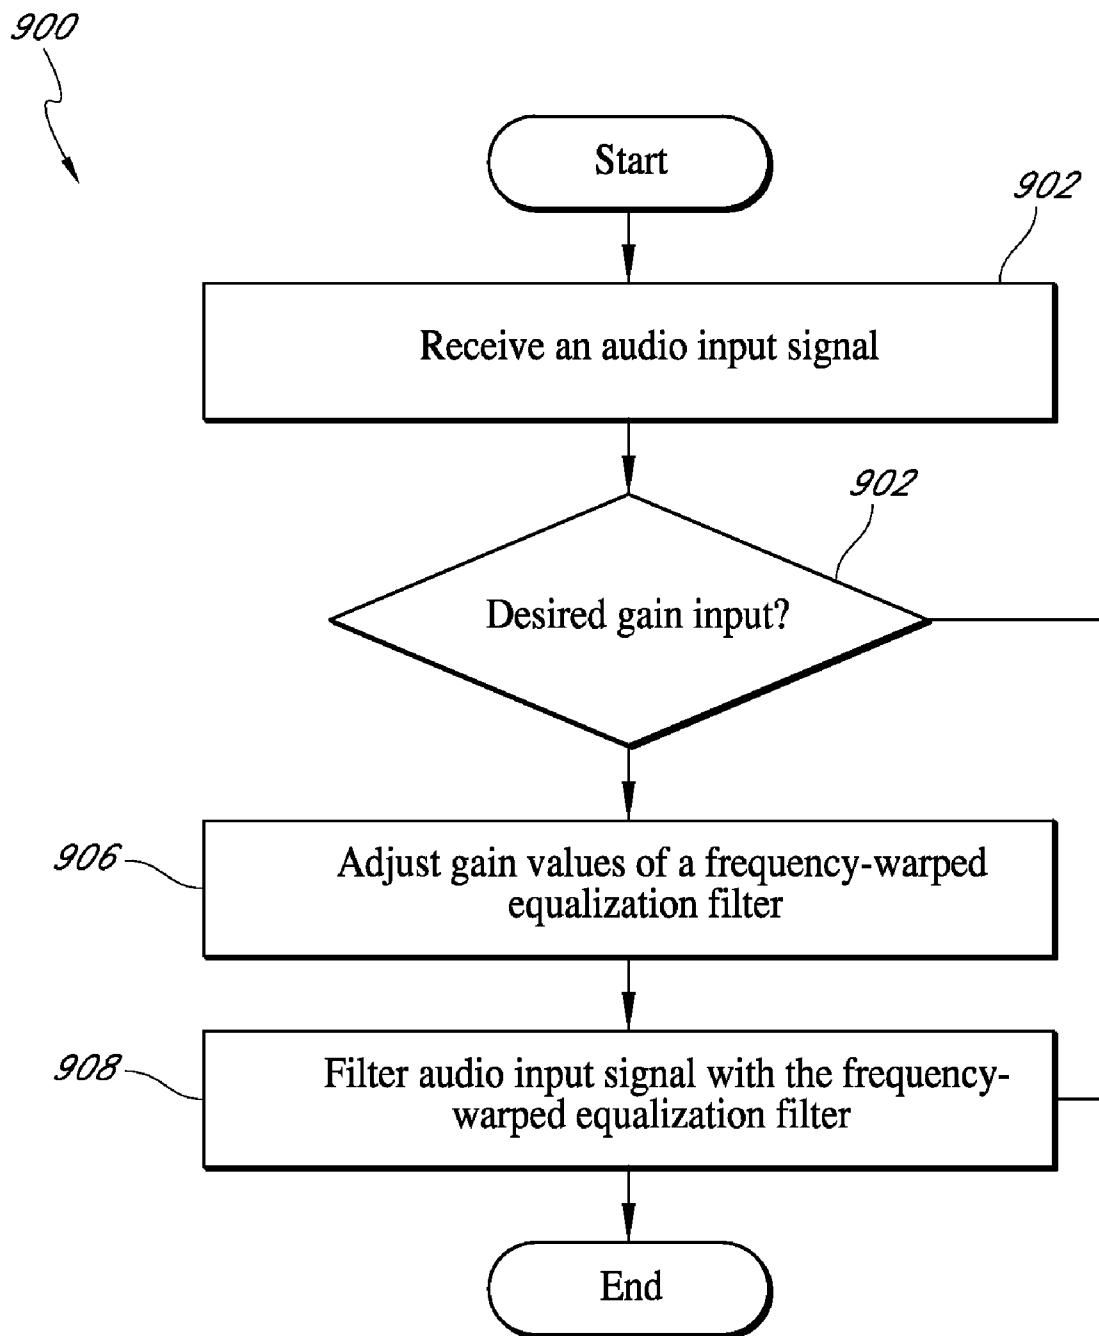 900
Start
902
Receive an audio input signal
902
Desired gain input?
906
Adjust gain values of a frequency-warped
equalization filter
908
Filter audio input signal with the frequency-
warped equalization filter
End